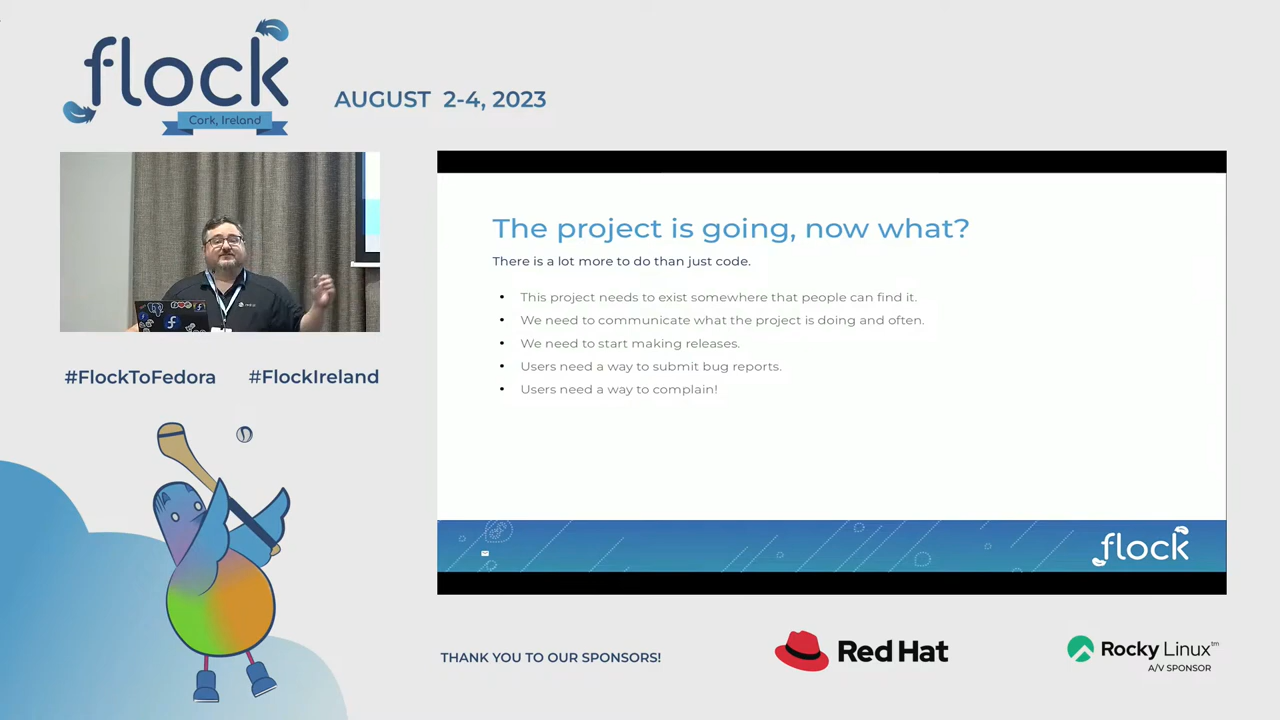 flock
Cork, Ireland
AUGUST 2-4, 2023
The project is going, now what?
There is a lot more to do than just code.
• This project needs to exist somewhere that people can find it.
• We need to communicate what the project is doing and often.
• We need to start making releases.
• Users need a way to submit bug reports.
• Users need a way to complain!
flock
#FlockToFedora #FlockIreland
THANK YOU TO OUR SPONSORS!
Red Hat
Rocky Linux™
A/V SPONSOR